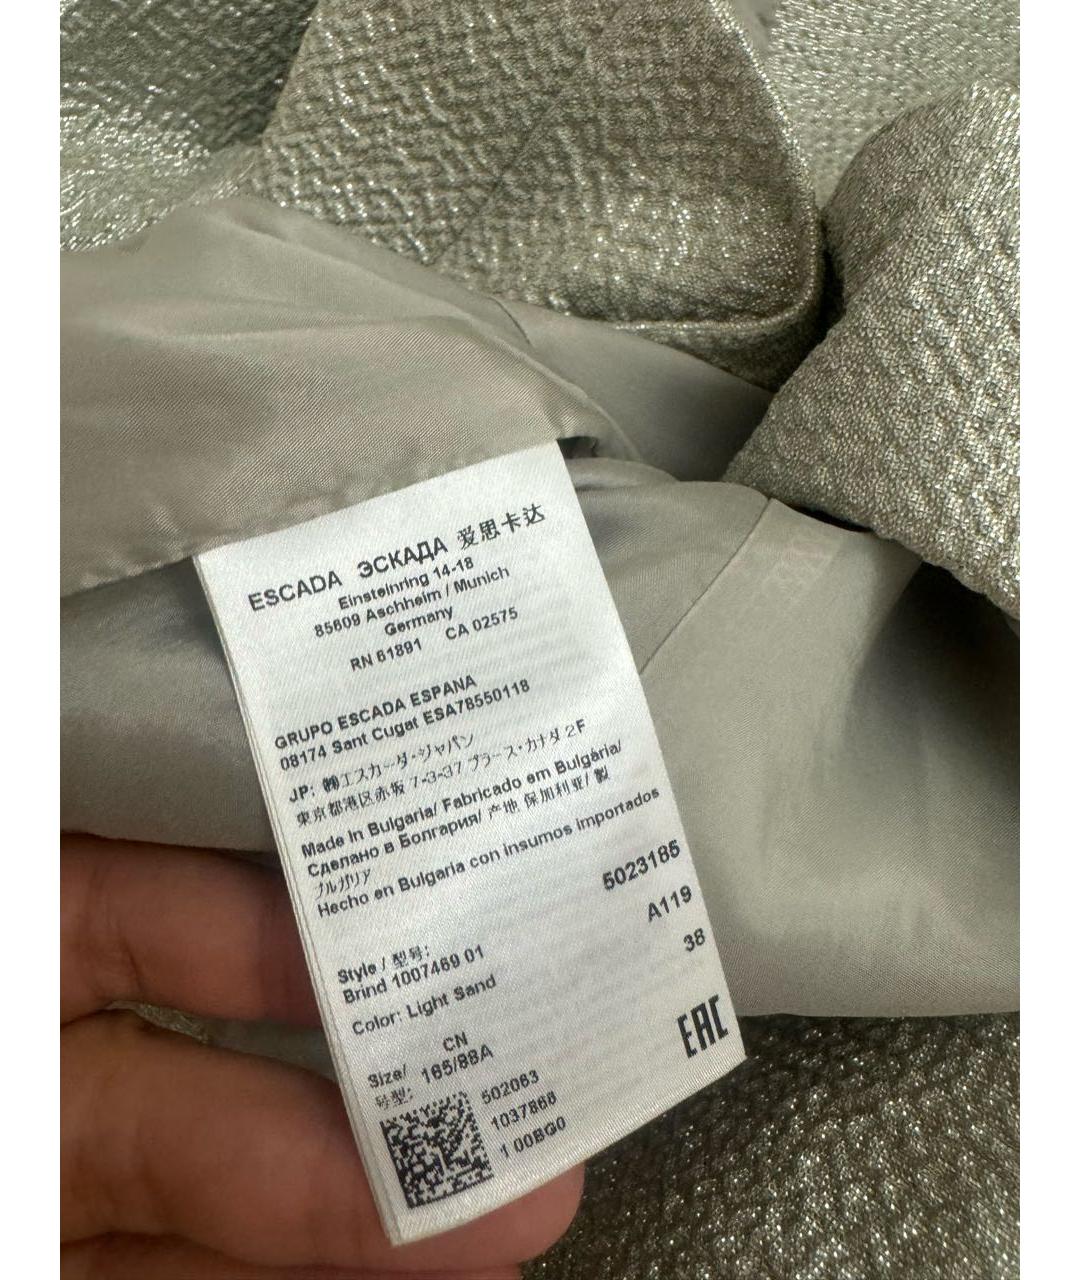 ESCADA ЭСКАДА 爱思卡达
Einsteinring 14-18
85609 Aschheim / Munich
Germany
RN 61891 CA 02575
GRUPO ESCADA ESPANA
08174 Sant Cugat ESA78550118
JP: ㈱エスカーダ・ジャパン
東京都港区赤坂 7-3-37 プラース・カナダ 2F
Made in Bulgaria/ Fabricado em Bulgària/
Сделано в Болгария/ 产地 保加利亚/ 製
ブルガリア
Hecho en Bulgaria con insumos importados
5023185
A119
38
Style / 型号:
Brind 1007469 01
Color: Light Sand
CN
Size/ 165/88A
号型:
EAC
502063
1037868
1 00BG0